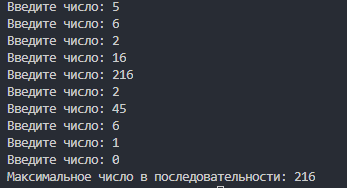 Введите число: 5
Введите число: 6
Введите число: 2
Введите число: 16
Введите число: 216
Введите число: 2
Введите число: 45
Введите число: 6
Введите число: 1
Введите число: 0
Максимальное число в последовательности: 216